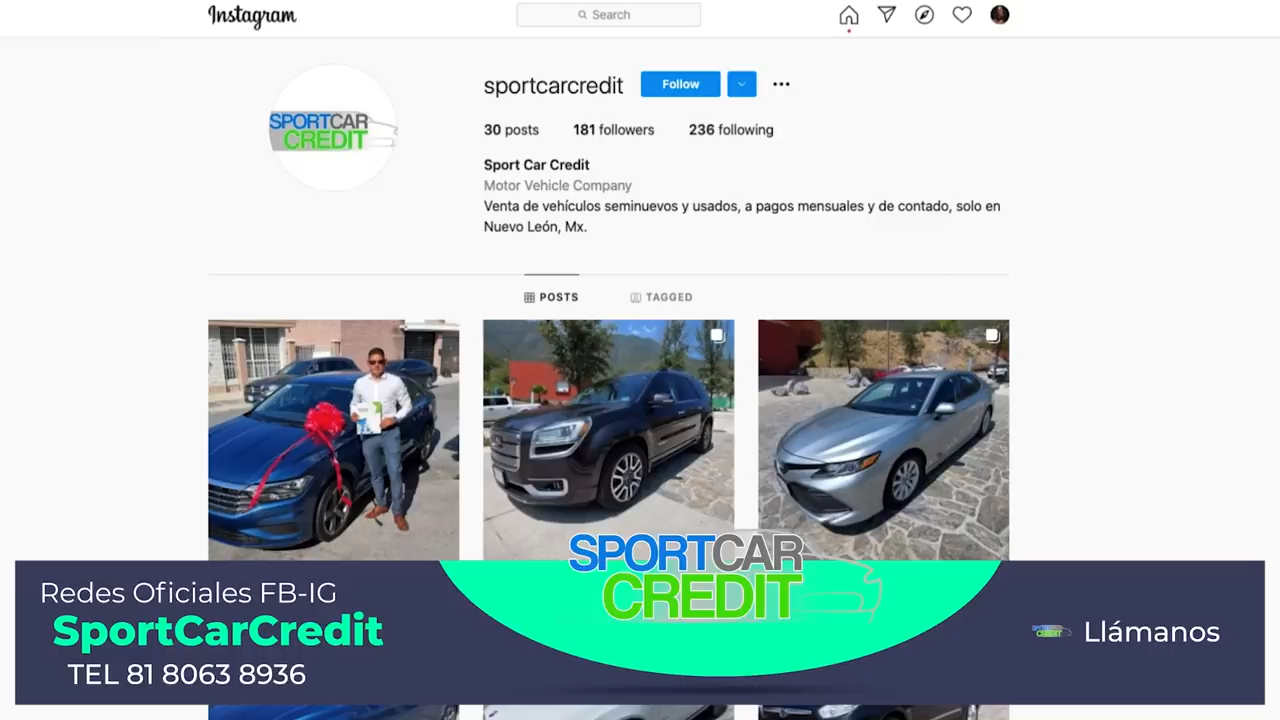 Instagram
Search
sportcarcredit
Follow
30 posts
181 followers
236 following
SPORTCAR
CREDIT
Sport Car Credit
Motor Vehicle Company
Venta de vehículos seminuevos y usados, a pagos mensuales y de contado, solo en
Nuevo León, Mx.
POSTS
TAGGED
SPORTCAR
CREDIT
Redes Oficiales FB-IG
SportCarCredit
TEL 81 8063 8936
SPORTCAR
CREDIT
Llámanos